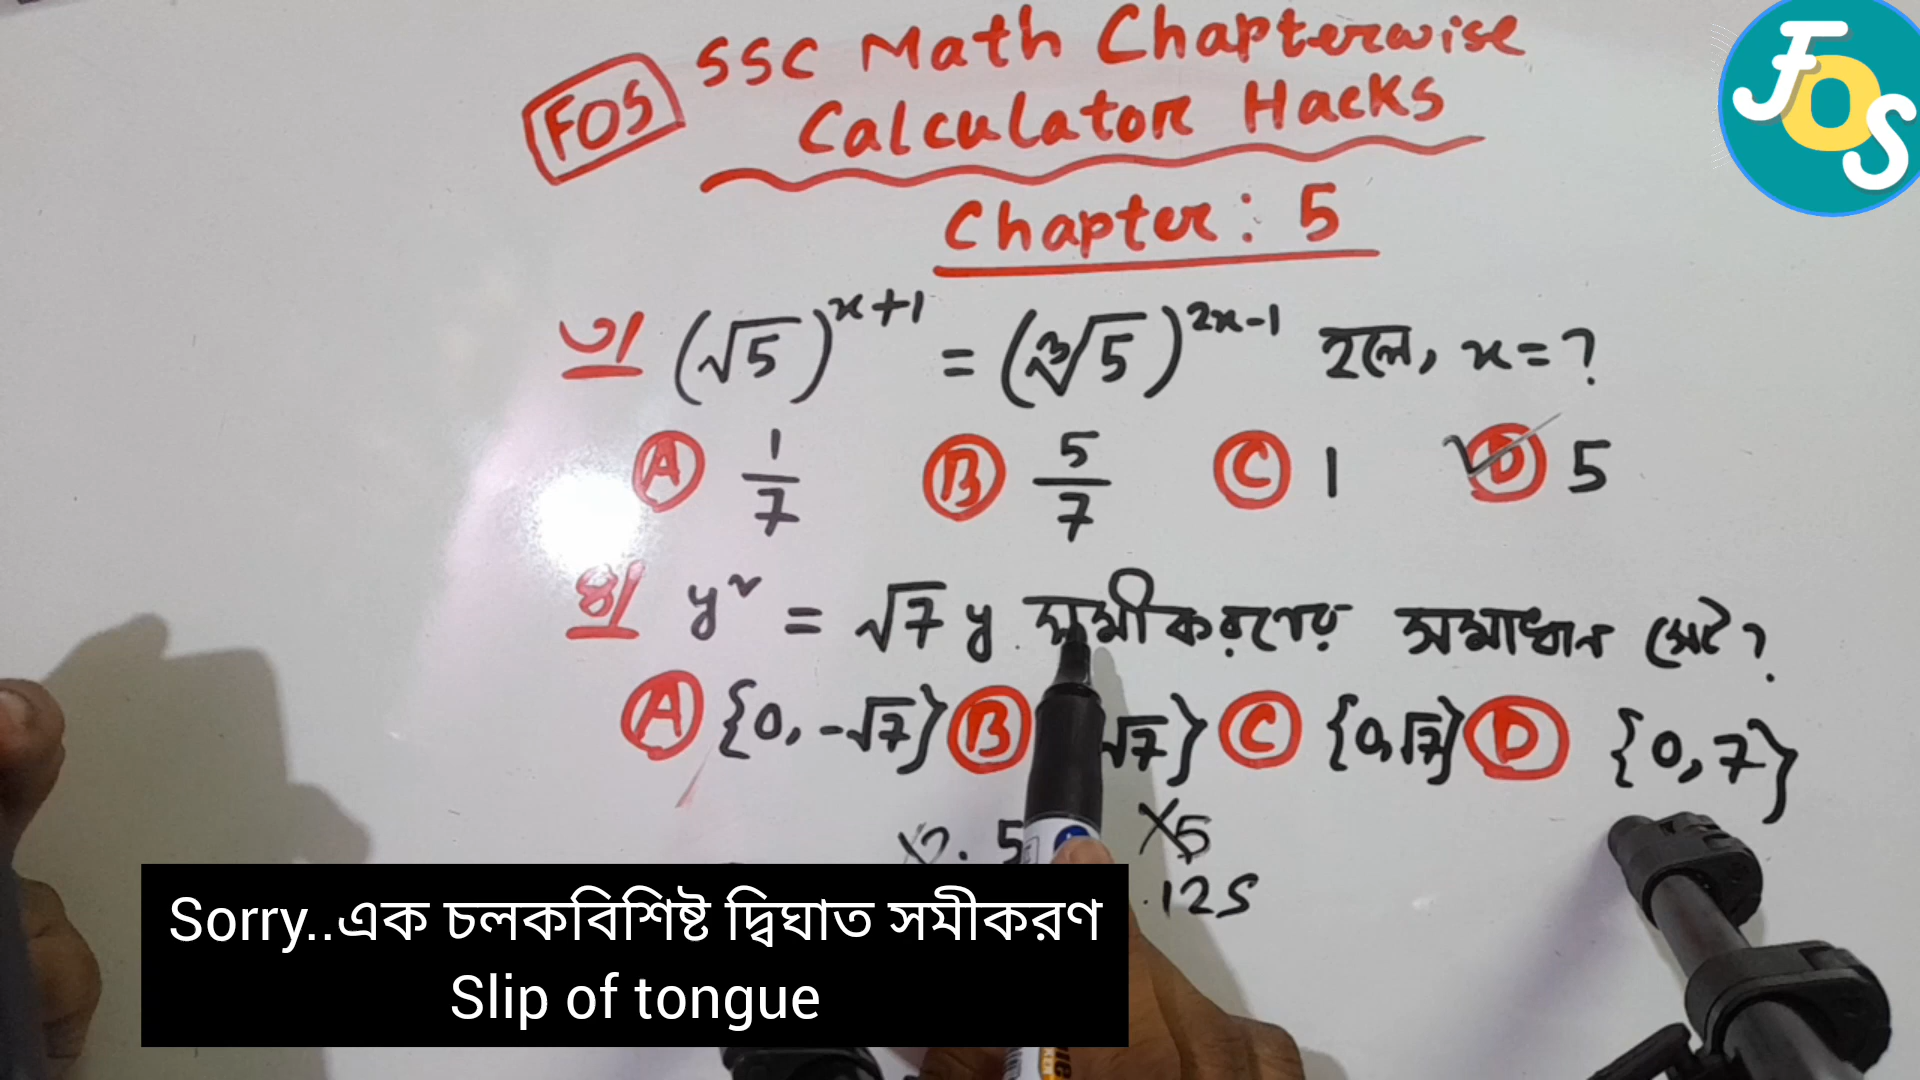 FOS
SSC Math Chapterwise
Calculator Hacks
Chapter: 5
FOS
৩/ (√5)^x+1 = (∛5)^2x-1 হলে, x = ?
A 1/7 B 5/7 C 1 D 5
৪/ y² = √7 y সমীকরণের সমাধান সেট?
A {0, -√7} B √7} C {0,√7} D {0, 7}
5 ×5
.125
Sorry..এক চলকবিশিষ্ট দ্বিঘাত সমীকরণ
Slip of tongue